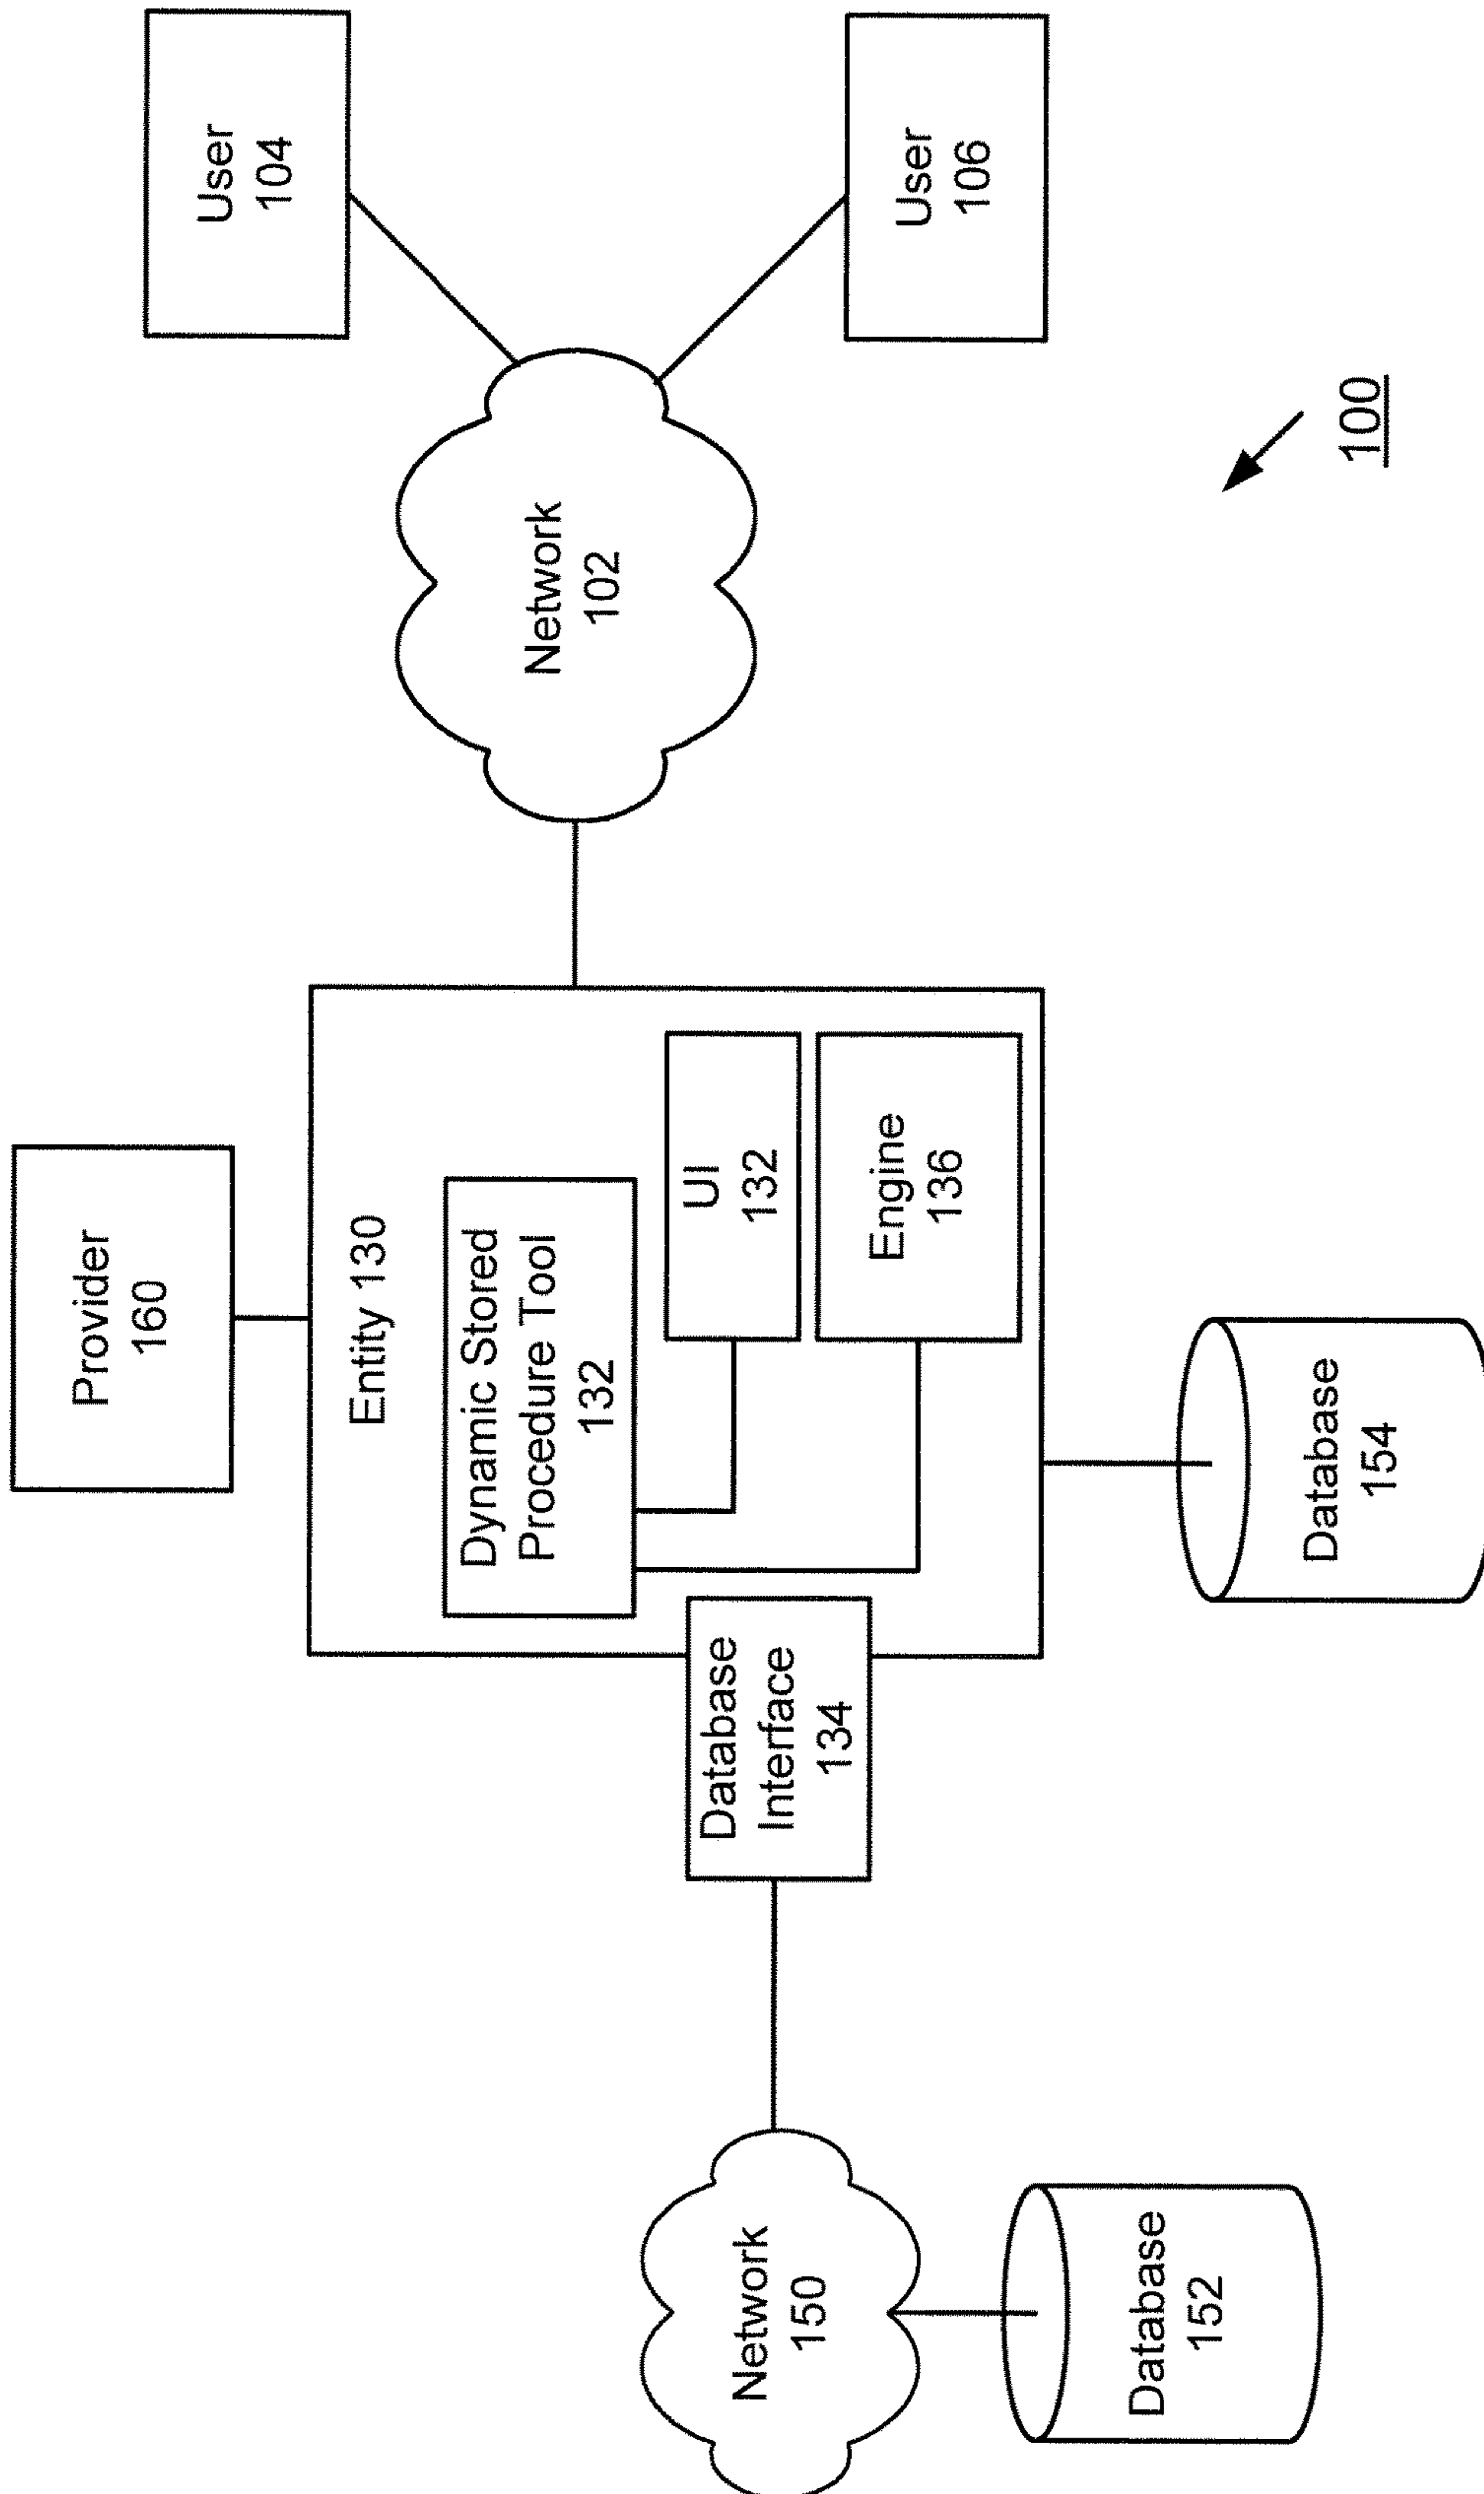 Provider
160
Entity 130
Dynamic Stored
Procedure Tool
132
UI
132
Engine
136
Database
Interface
134
Network
150
Database
152
Database
154
Network
102
User
104
User
106
100